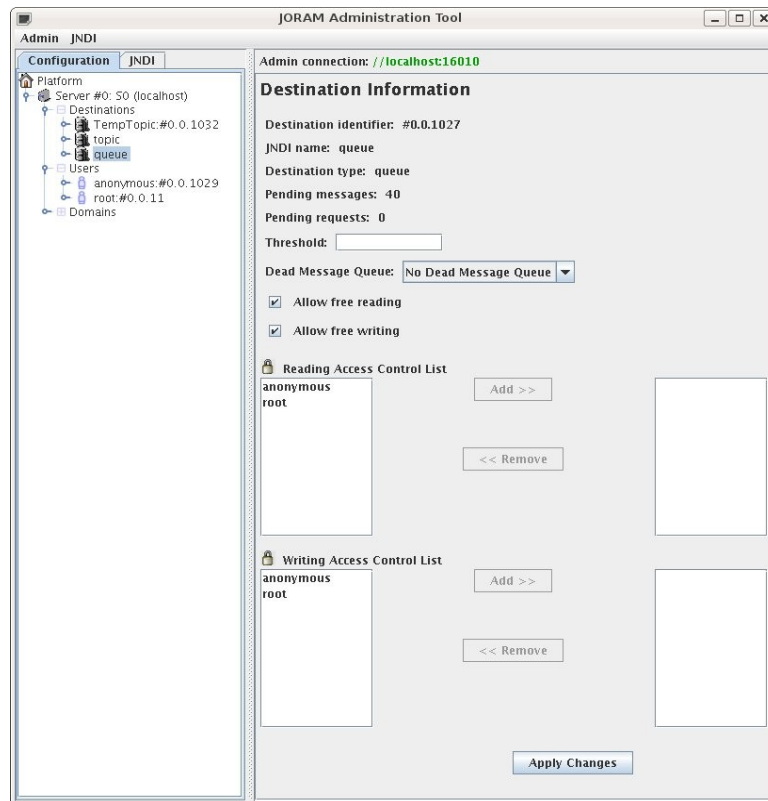 JORAM Administration Tool
Admin JNDI
Configuration JNDI
Platform
Server #0: S0 (localhost)
Destinations
TempTopic:#0.0.1032
topic
queue
Users
anonymous:#0.0.1029
root:#0.0.11
Domains
Admin connection: //localhost:16010
Destination Information
Destination identifier: #0.0.1027
JNDI name: queue
Destination type: queue
Pending messages: 40
Pending requests: 0
Threshold:
Dead Message Queue: No Dead Message Queue
Allow free reading
Allow free writing
Reading Access Control List
anonymous
root
Add >>
<< Remove
Writing Access Control List
anonymous
root
Add >>
<< Remove
Apply Changes